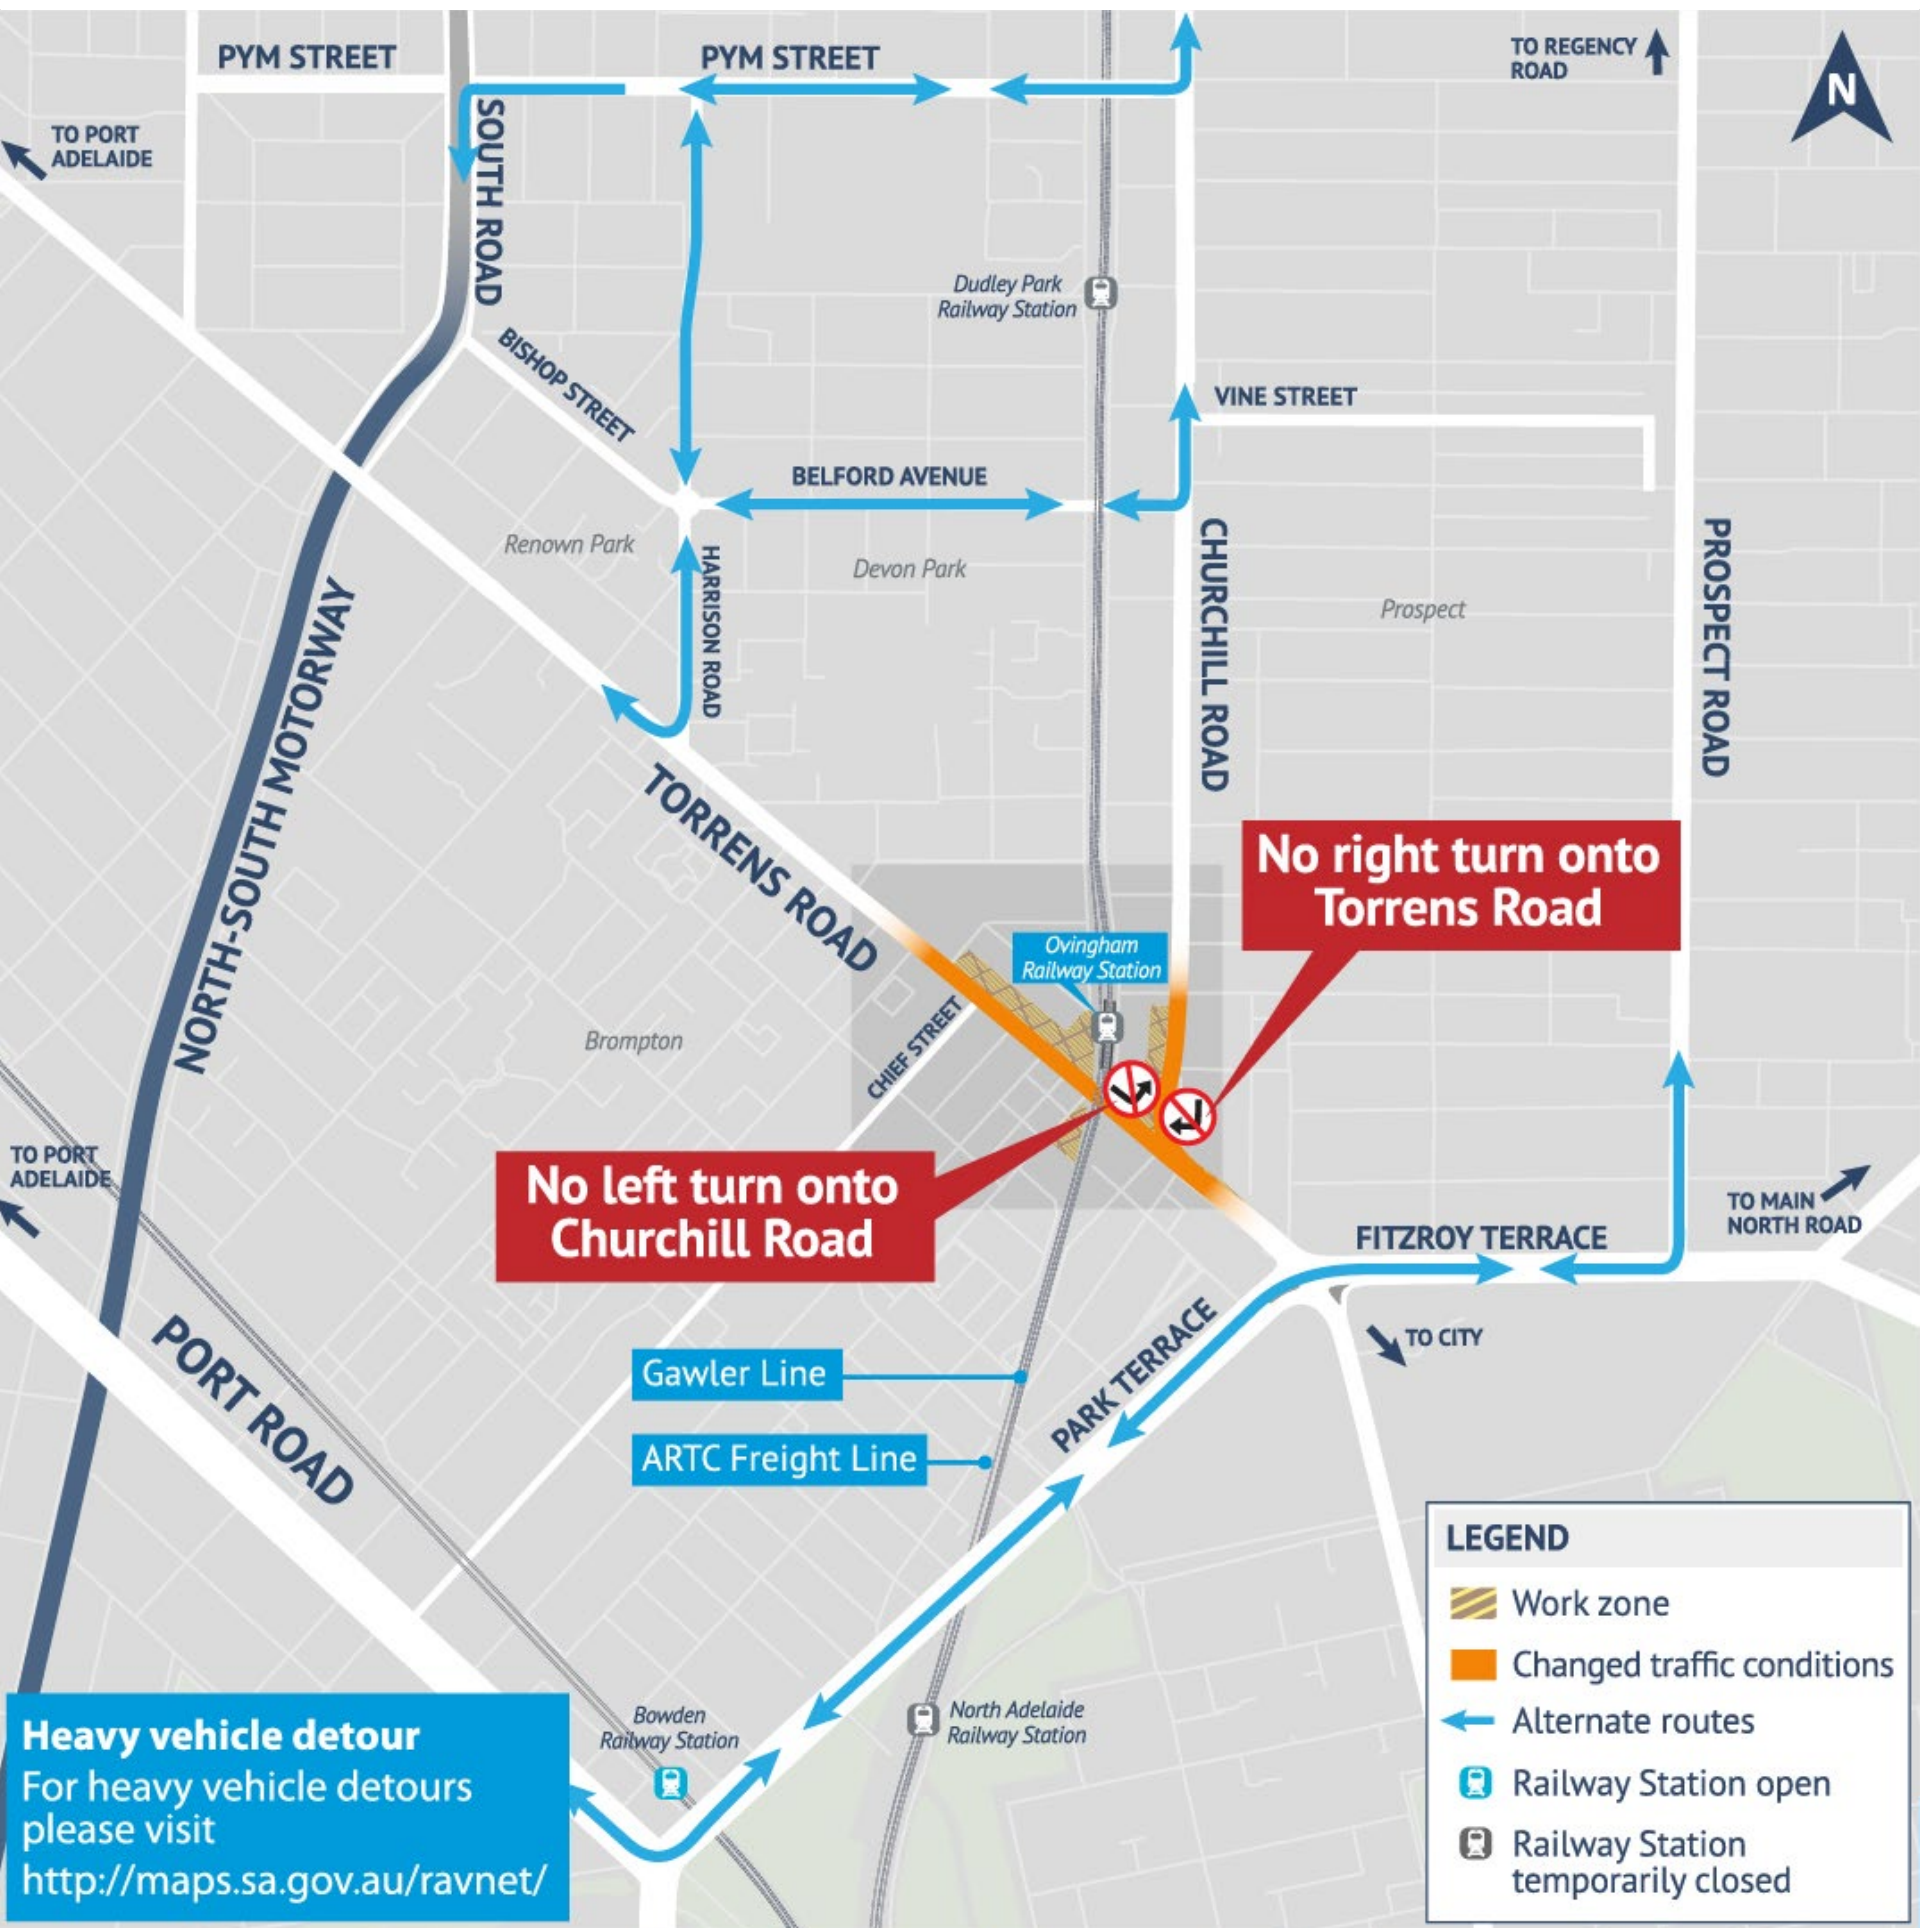 PYM STREET
PYM STREET
TO REGENCY
ROAD
N
TO PORT
ADELAIDE
SOUTH ROAD
Dudley Park
Railway Station
BISHOP STREET
VINE STREET
BELFORD AVENUE
Renown Park
Devon Park
HARRISON ROAD
CHURCHILL ROAD
PROSPECT ROAD
Prospect
NORTH-SOUTH MOTORWAY
TORRENS ROAD
No right turn onto
Torrens Road
Ovingham
Railway Station
Brompton
CHIEF STREET
TO PORT
ADELAIDE
No left turn onto
Churchill Road
TO MAIN
NORTH ROAD
FITZROY TERRACE
TO CITY
PORT ROAD
PARK TERRACE
Gawler Line
ARTC Freight Line
LEGEND
Work zone
Changed traffic conditions
Alternate routes
Railway Station open
Railway Station
temporarily closed
Bowden
Railway Station
North Adelaide
Railway Station
Heavy vehicle detour
For heavy vehicle detours
please visit
http://maps.sa.gov.au/ravnet/